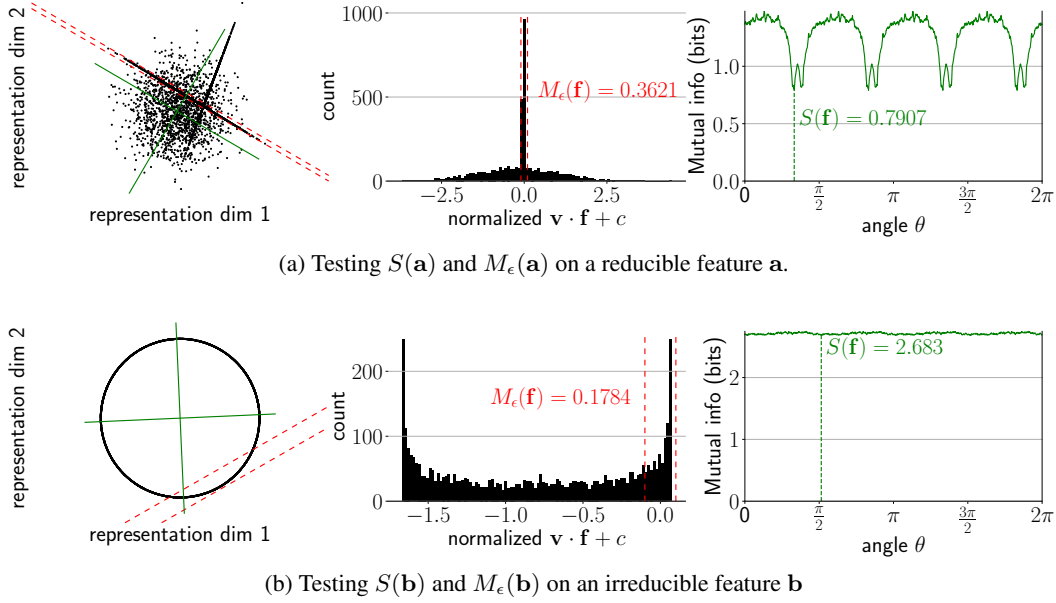 representation dim 2
representation dim 1
count
1000
500
0
−2.5
0.0
2.5
normalized v · f + c
M_ϵ(f) = 0.3621
Mutual info (bits)
1.0
0.5
0.0
0
π/2
π
3π/2
2π
angle θ
S(f) = 0.7907
(a) Testing S(a) and M_ϵ(a) on a reducible feature a.
representation dim 2
representation dim 1
count
200
100
0
−1.5
−1.0
−0.5
0.0
normalized v · f + c
M_ϵ(f) = 0.1784
Mutual info (bits)
2
1
0
0
π/2
π
3π/2
2π
angle θ
S(f) = 2.683
(b) Testing S(b) and M_ϵ(b) on an irreducible feature b